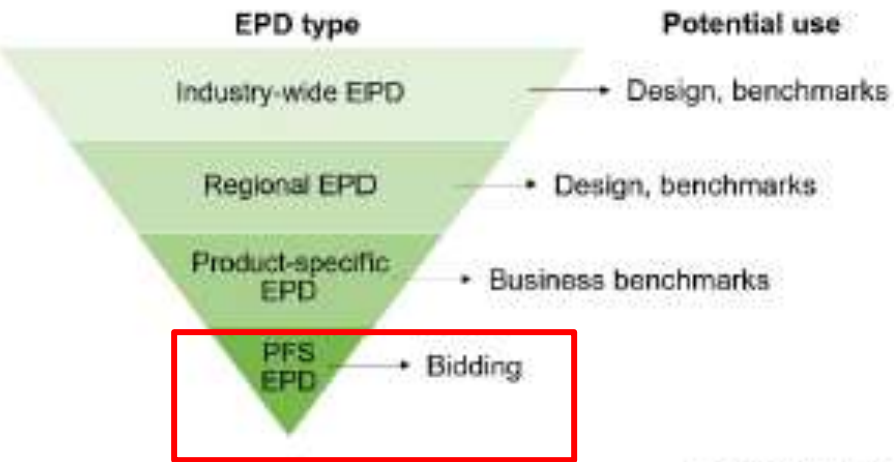 EPD type Potential use
Industry-wide EPD → Design, benchmarks
Regional EPD → Design, benchmarks
Product-specific
EPD → Business benchmarks
PFS
EPD → Bidding